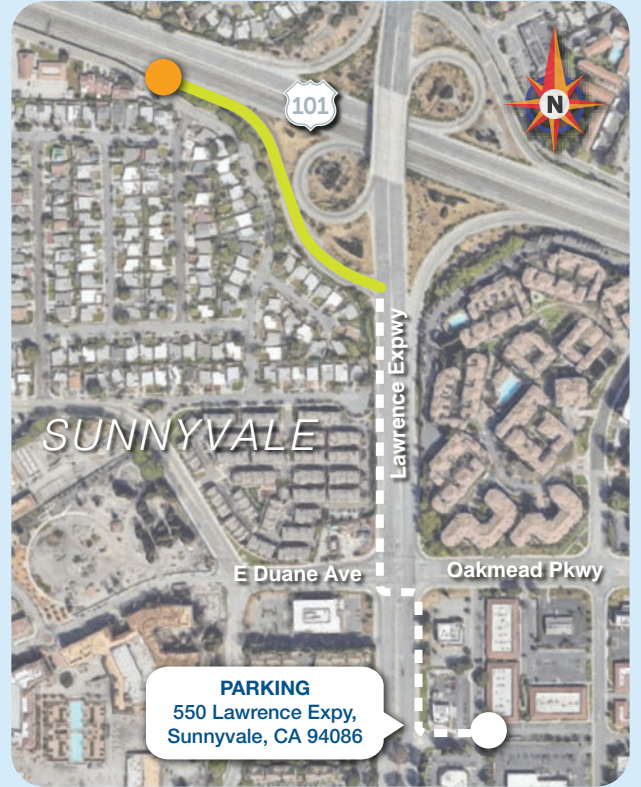 101
N
Lawrence Expwy
SUNNYVALE
E Duane Ave
Oakmead Pkwy
PARKING
550 Lawrence Expy,
Sunnyvale, CA 94086